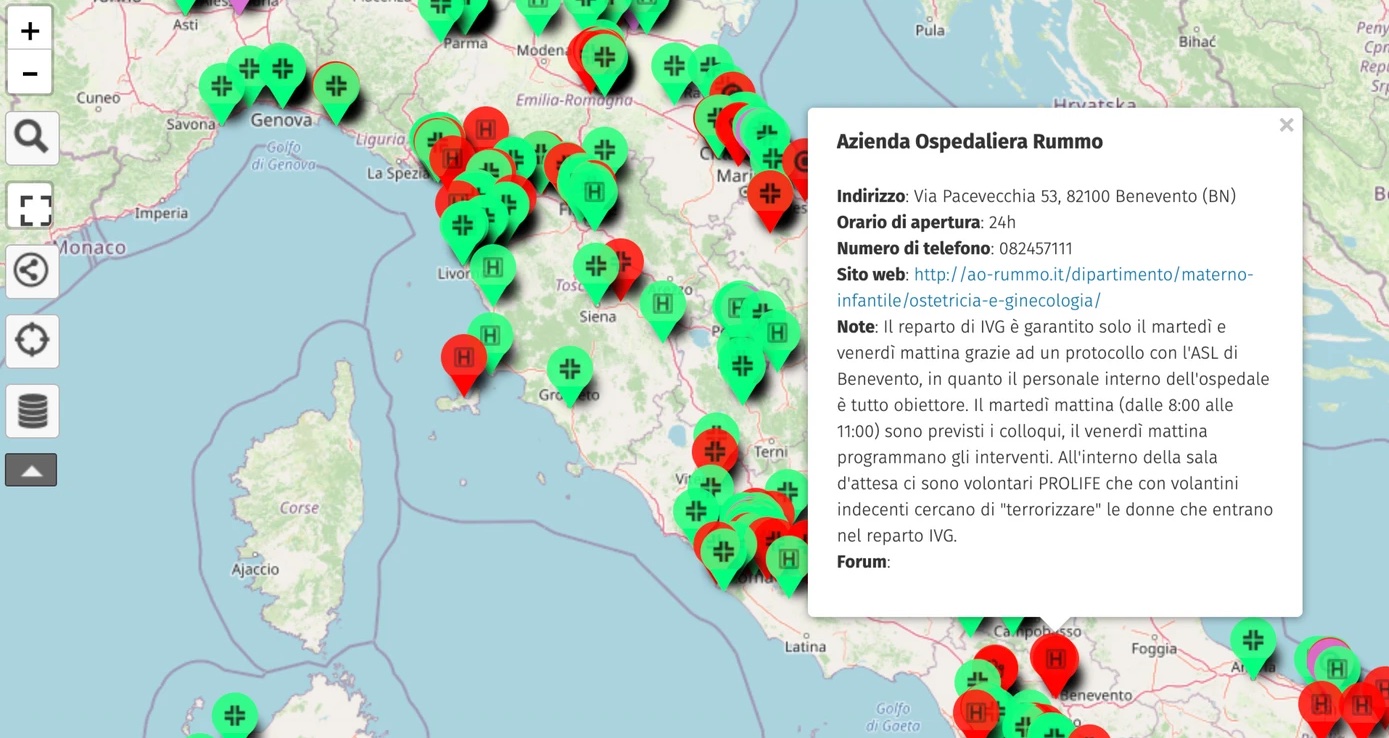 +
−
Asti
Parma
Modena
Pula
Bihać
Cuneo
Savona
Genova
Emilia-Romagna
Hrvatska
Liguria
Golfo
di Genova
La Spezia
Imperia
Monaco
Siena
Terni
Corse
Ajaccio
Latina
Campobasso
Foggia
Benevento
Golfo
di Gaeta
×
Azienda Ospedaliera Rummo
Indirizzo: Via Pacevecchia 53, 82100 Benevento (BN)
Orario di apertura: 24h
Numero di telefono: 082457111
Sito web: http://ao-rummo.it/dipartimento/materno-
infantile/ostetricia-e-ginecologia/
Note: Il reparto di IVG è garantito solo il martedì e
venerdì mattina grazie ad un protocollo con l'ASL di
Benevento, in quanto il personale interno dell'ospedale
è tutto obiettore. Il martedì mattina (dalle 8:00 alle
11:00) sono previsti i colloqui, il venerdì mattina
programmano gli interventi. All'interno della sala
d'attesa ci sono volontari PROLIFE che con volantini
indecenti cercano di "terrorizzare" le donne che entrano
nel reparto IVG.
Forum: